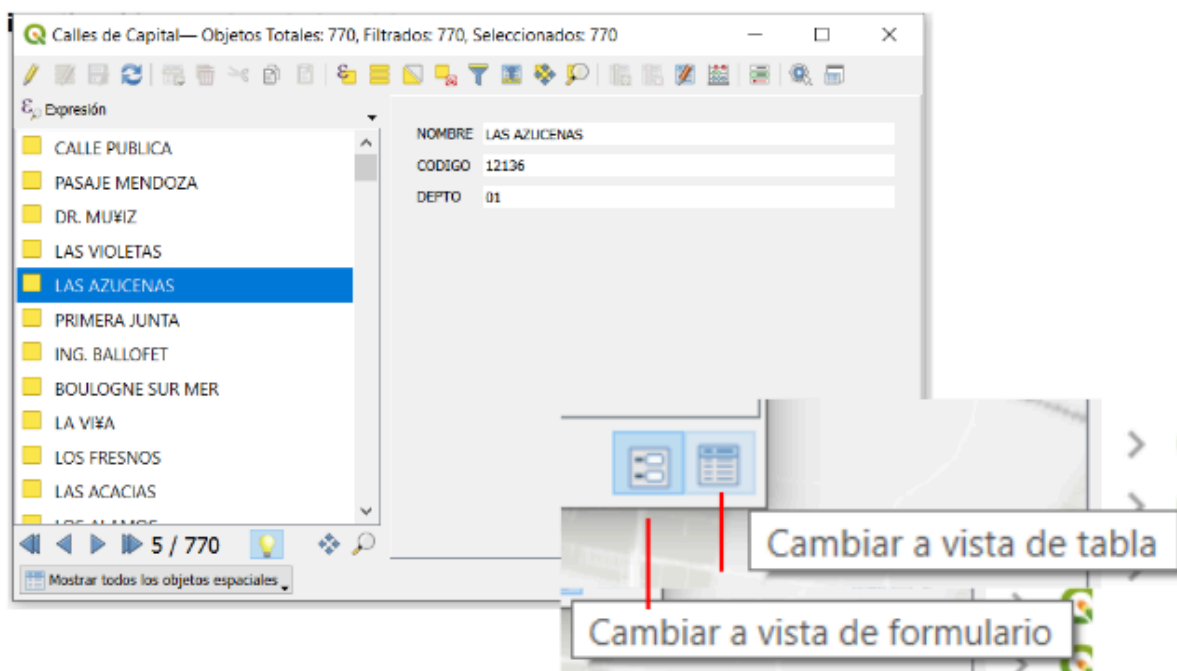 Calles de Capital— Objetos Totales: 770, Filtrados: 770, Seleccionados: 770
Expresión
CALLE PUBLICA
PASAJE MENDOZA
DR. MU¥IZ
LAS VIOLETAS
LAS AZUCENAS
PRIMERA JUNTA
ING. BALLOFET
BOULOGNE SUR MER
LA VI¥A
LOS FRESNOS
LAS ACACIAS
LOS ALAMOS
NOMBRE LAS AZUCENAS
CODIGO 12136
DEPTO 01
5 / 770
Mostrar todos los objetos espaciales
Cambiar a vista de tabla
Cambiar a vista de formulario